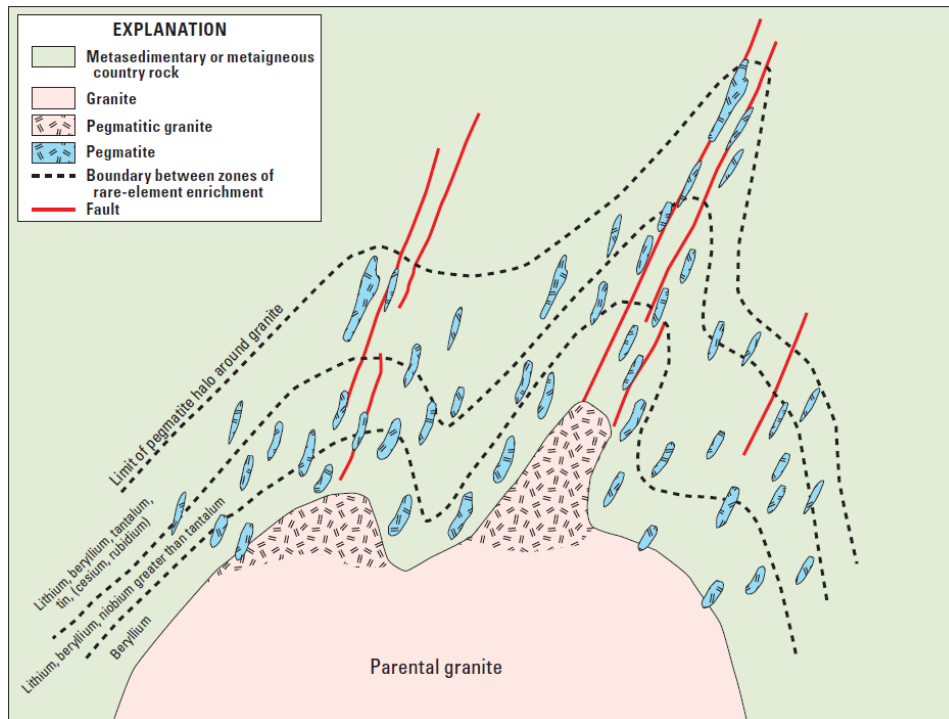 EXPLANATION
Metasedimentary or metaigneous
country rock
Granite
Pegmatitic granite
Pegmatite
Boundary between zones of
rare-element enrichment
Fault
Limit of pegmatite halo around granite
Lithium, beryllium, tantalum,
tin, (cesium, rubidium)
Lithium, beryllium, niobium greater than tantalum
Beryllium
Parental granite